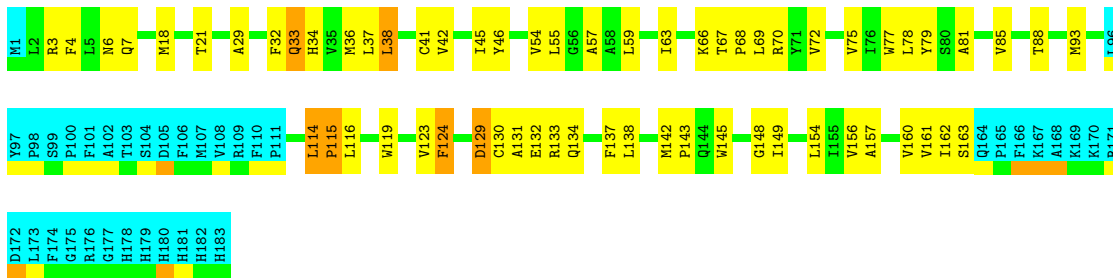 M1 L2 R3 F4 L5 N6 Q7 M18 T21 A29 F32 Q33 H34 V35 M36 L37 L38 C41 V42 I45 Y46 V54 L55 G56 A57 A58 L59 I63 K66 T67 P68 L69 R70 Y71 V72 V75 I76 W77 L78 Y79 S80 A81 V85 T88 M93 L96
Y97 P98 S99 P100 F101 A102 T103 S104 D105 F106 M107 V108 R109 F110 P111 L114 P115 L116 W119 V123 F124 D129 C130 A131 E132 R133 Q134 F137 L138 M142 P143 Q144 W145 G148 I149 L154 I155 V156 A157 V160 V161 I162 S163 Q164 P165 F166 K167 A168 K169 K170 R171
D172 L173 F174 G175 R176 G177 H178 H179 H180 H181 H182 H183